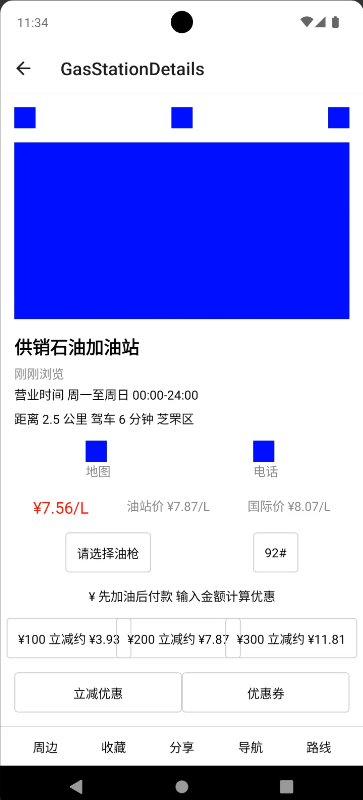 11:34
GasStationDetails
供销石油加油站
刚刚浏览
营业时间 周一至周日 00:00-24:00
距离 2.5 公里 驾车 6 分钟 芝罘区
地图 电话
¥7.56/L 油站价 ¥7.87/L 国际价 ¥8.07/L
请选择油枪 92#
¥ 先加油后付款 输入金额计算优惠
¥100 立减约 ¥3.93 ¥200 立减约 ¥7.87 ¥300 立减约 ¥11.81
立减优惠 优惠券
周边 收藏 分享 导航 路线